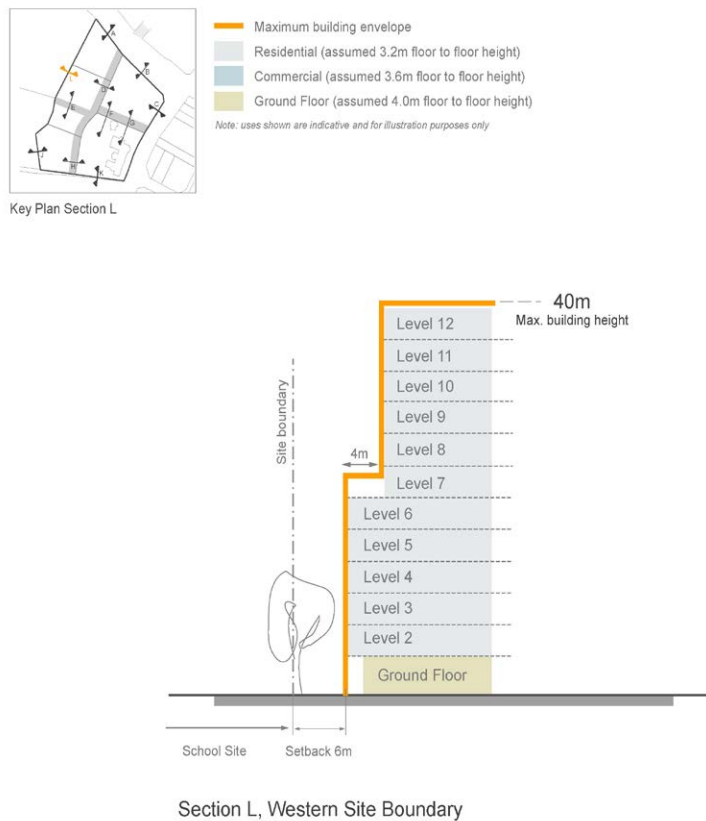 Maximum building envelope
Residential (assumed 3.2m floor to floor height)
Commercial (assumed 3.6m floor to floor height)
Ground Floor (assumed 4.0m floor to floor height)
Note: uses shown are indicative and for illustration purposes only
A
B
L
D
C
E
F
G
J
H
K
Key Plan Section L
40m
Max. building height
Level 12
Level 11
Level 10
Level 9
Level 8
Level 7
Level 6
Level 5
Level 4
Level 3
Level 2
Ground Floor
4m
Site boundary
School Site
Setback 6m
Section L, Western Site Boundary